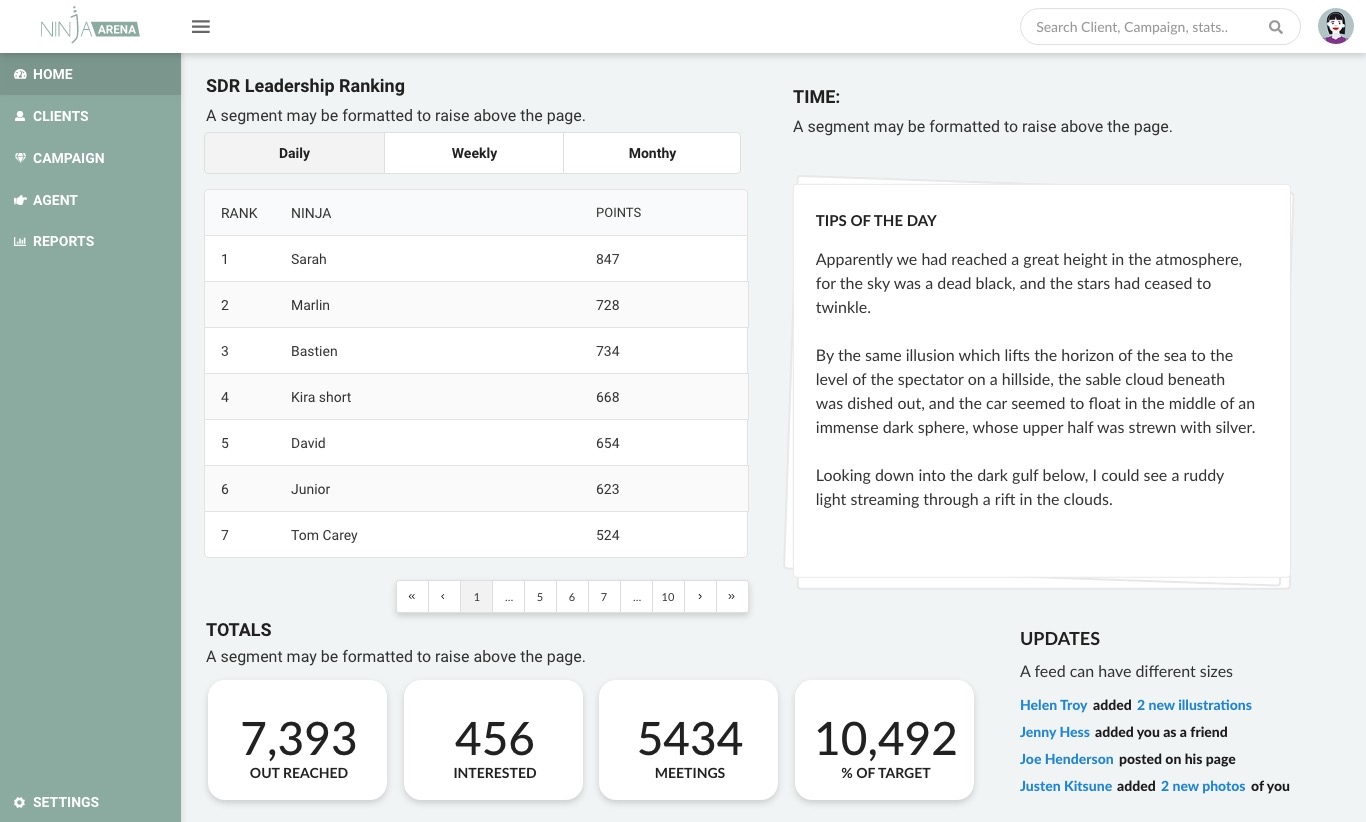 NINJA ARENA
Search Client, Campaign, stats..
HOME
CLIENTS
CAMPAIGN
AGENT
REPORTS
SETTINGS
SDR Leadership Ranking
A segment may be formatted to raise above the page.
Daily Weekly Monthy
RANK NINJA POINTS
1 Sarah 847
2 Marlin 728
3 Bastien 734
4 Kira short 668
5 David 654
6 Junior 623
7 Tom Carey 524
« ‹ 1 ... 5 6 7 ... 10 › »
TIME:
A segment may be formatted to raise above the page.
TIPS OF THE DAY
Apparently we had reached a great height in the atmosphere,
for the sky was a dead black, and the stars had ceased to
twinkle.
By the same illusion which lifts the horizon of the sea to the
level of the spectator on a hillside, the sable cloud beneath
was dished out, and the car seemed to float in the middle of an
immense dark sphere, whose upper half was strewn with silver.
Looking down into the dark gulf below, I could see a ruddy
light streaming through a rift in the clouds.
TOTALS
A segment may be formatted to raise above the page.
7,393 456 5434 10,492
OUT REACHED INTERESTED MEETINGS % OF TARGET
UPDATES
A feed can have different sizes
Helen Troy added 2 new illustrations
Jenny Hess added you as a friend
Joe Henderson posted on his page
Justen Kitsune added 2 new photos of you